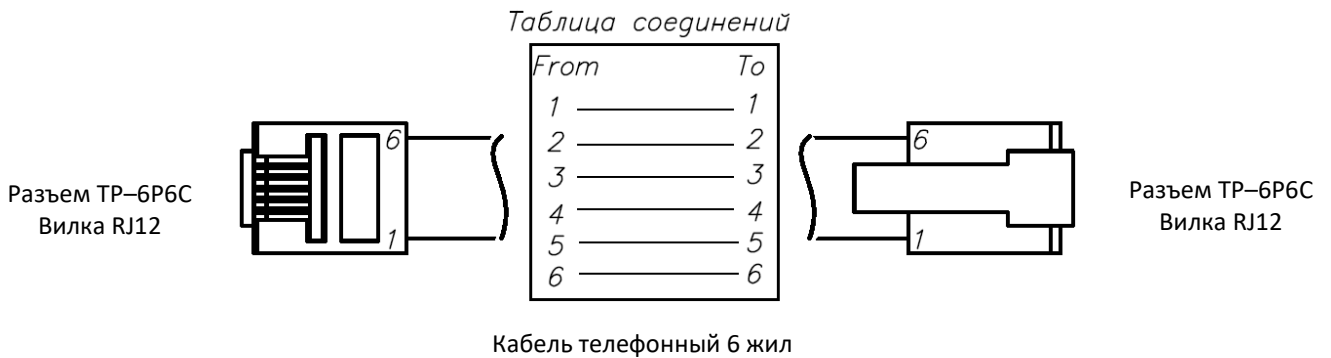 Таблица соединений
From To
1 1
2 2
3 3
4 4
5 5
6 6
6
1
6
1
Разъем TP–6P6C
Вилка RJ12
Разъем TP–6P6C
Вилка RJ12
Кабель телефонный 6 жил